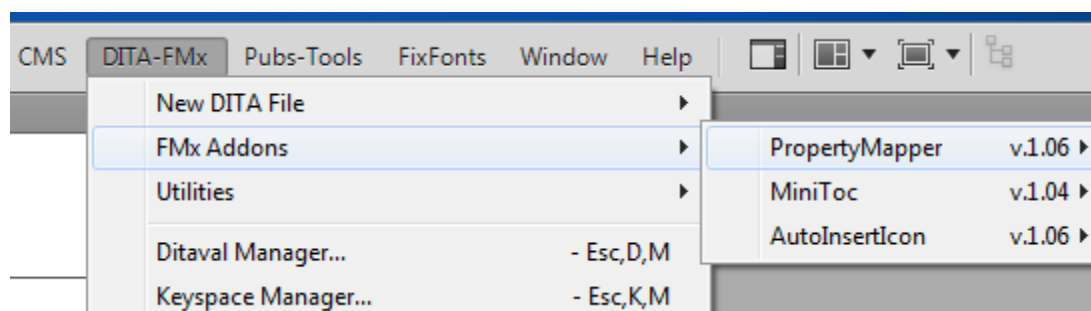 CMS DITA-FMx Pubs-Tools FixFonts Window Help
New DITA File
FMx Addons
PropertyMapper v.1.06
Utilities
MiniToc v.1.04
AutoInsertIcon v.1.06
Ditaval Manager... - Esc,D,M
Keyspace Manager... - Esc,K,M